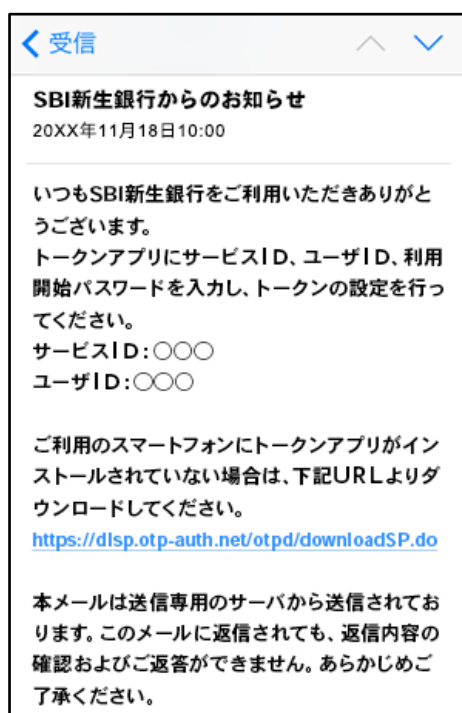 受信
SBI新生銀行からのお知らせ
20XX年11月18日10:00
いつもSBI新生銀行をご利用いただきありがと
うございます。
トークンアプリにサービスＩＤ、ユーザＩＤ、利用
開始パスワードを入力し、トークンの設定を行っ
てください。
サービスＩＤ：○○○
ユーザＩＤ：○○○
ご利用のスマートフォンにトークンアプリがイン
ストールされていない場合は、下記ＵＲＬよりダ
ウンロードしてください。
https://dlsp.otp-auth.net/otpd/downloadSP.do
本メールは送信専用のサーバから送信されてお
ります。このメールに返信されても、返信内容の
確認およびご返答ができません。あらかじめご
了承ください。